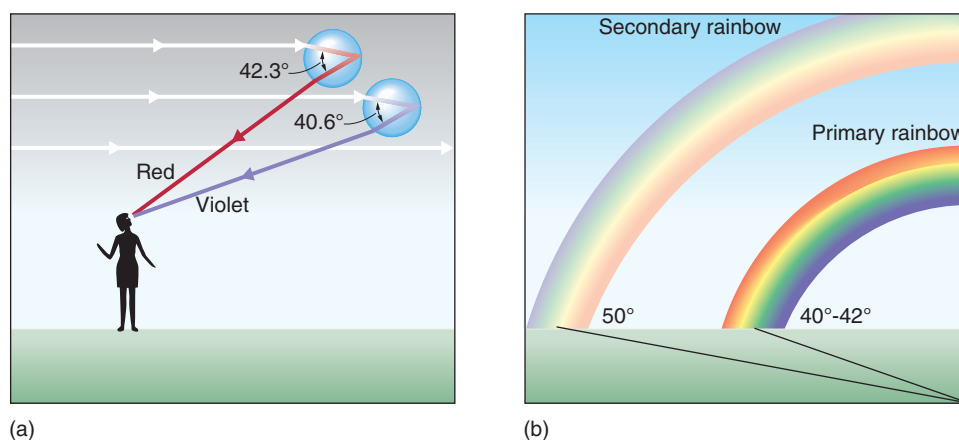 42.3°
40.6°
Red
Violet
(a)
Secondary rainbow
Primary rainbow
50°
40°-42°
(b)